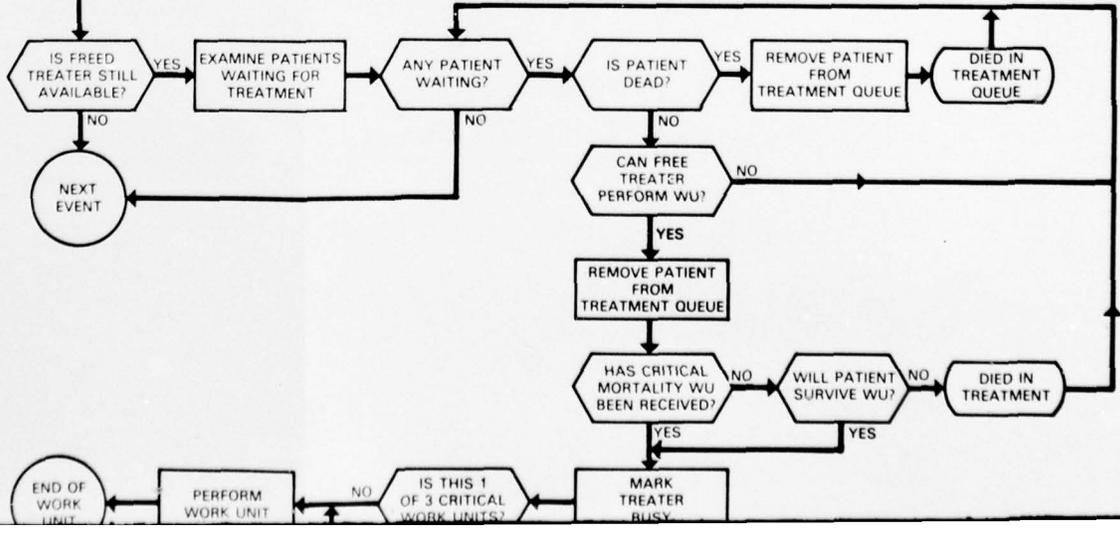 IS FREED
TREATER STILL
AVAILABLE?
YES
NO
EXAMINE PATIENTS
WAITING FOR
TREATMENT
ANY PATIENT
WAITING?
YES
NO
IS PATIENT
DEAD?
YES
NO
REMOVE PATIENT
FROM
TREATMENT QUEUE
DIED IN
TREATMENT
QUEUE
NEXT
EVENT
CAN FREE
TREATER
PERFORM WU?
NO
YES
REMOVE PATIENT
FROM
TREATMENT QUEUE
HAS CRITICAL
MORTALITY WU
BEEN RECEIVED?
NO
YES
WILL PATIENT
SURVIVE WU?
NO
YES
DIED IN
TREATMENT
MARK
TREATER
BUSY
IS THIS 1
OF 3 CRITICAL
WORK UNITS?
NO
PERFORM
WORK UNIT
END OF
WORK
UNIT